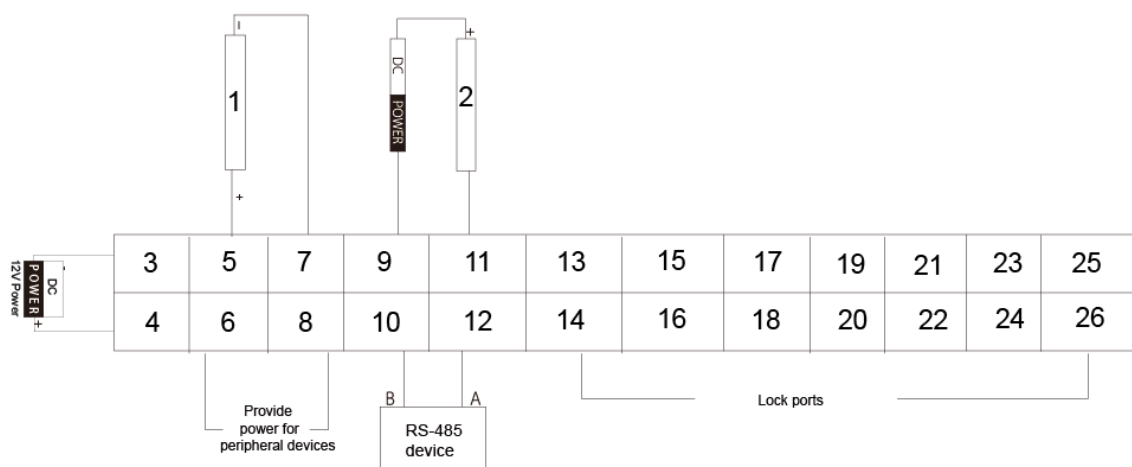 –
+
1
+
DC
POWER
2
-
DC
POWER
+
12V Power
3 5 7 9 11 13 15 17 19 21 23 25
4 6 8 10 12 14 16 18 20 22 24 26
Provide
power for
peripheral devices
B A
RS-485
device
Lock ports
+